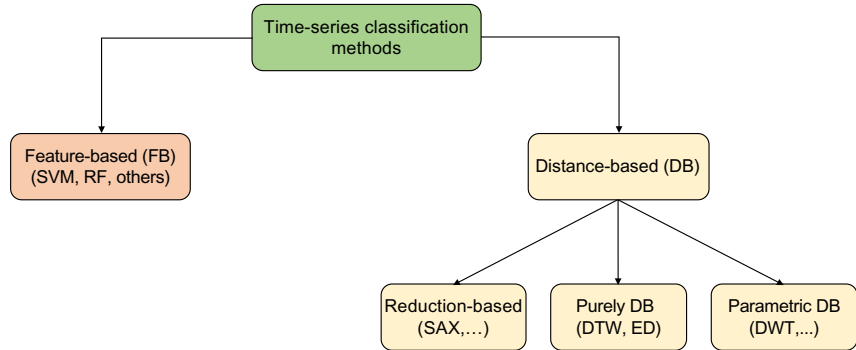 Time-series classification
methods
Feature-based (FB)
(SVM, RF, others)
Distance-based (DB)
Reduction-based
(SAX,…)
Purely DB
(DTW, ED)
Parametric DB
(DWT,...)